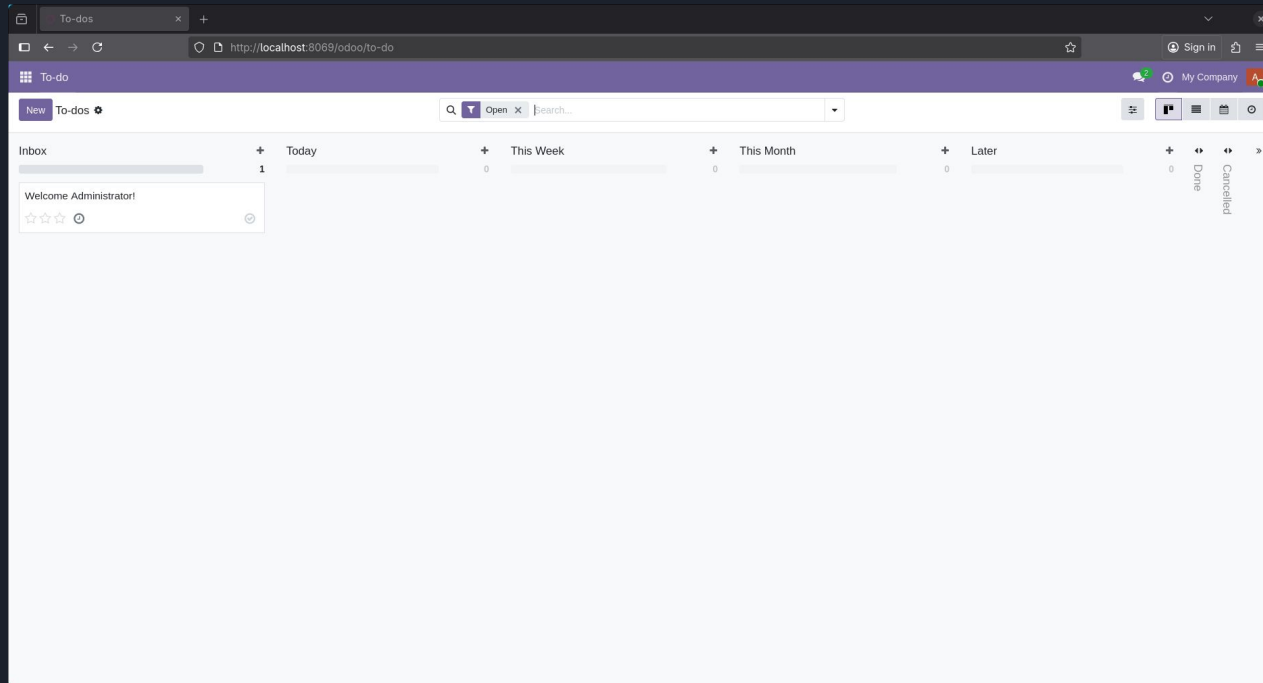 To-dos
http://localhost:8069/odoo/to-do
Sign in
To-do
2
My Company
A
New
To-dos
Open
Search...
Inbox
1
Today
0
This Week
0
This Month
0
Later
0
Done
Cancelled
Welcome Administrator!